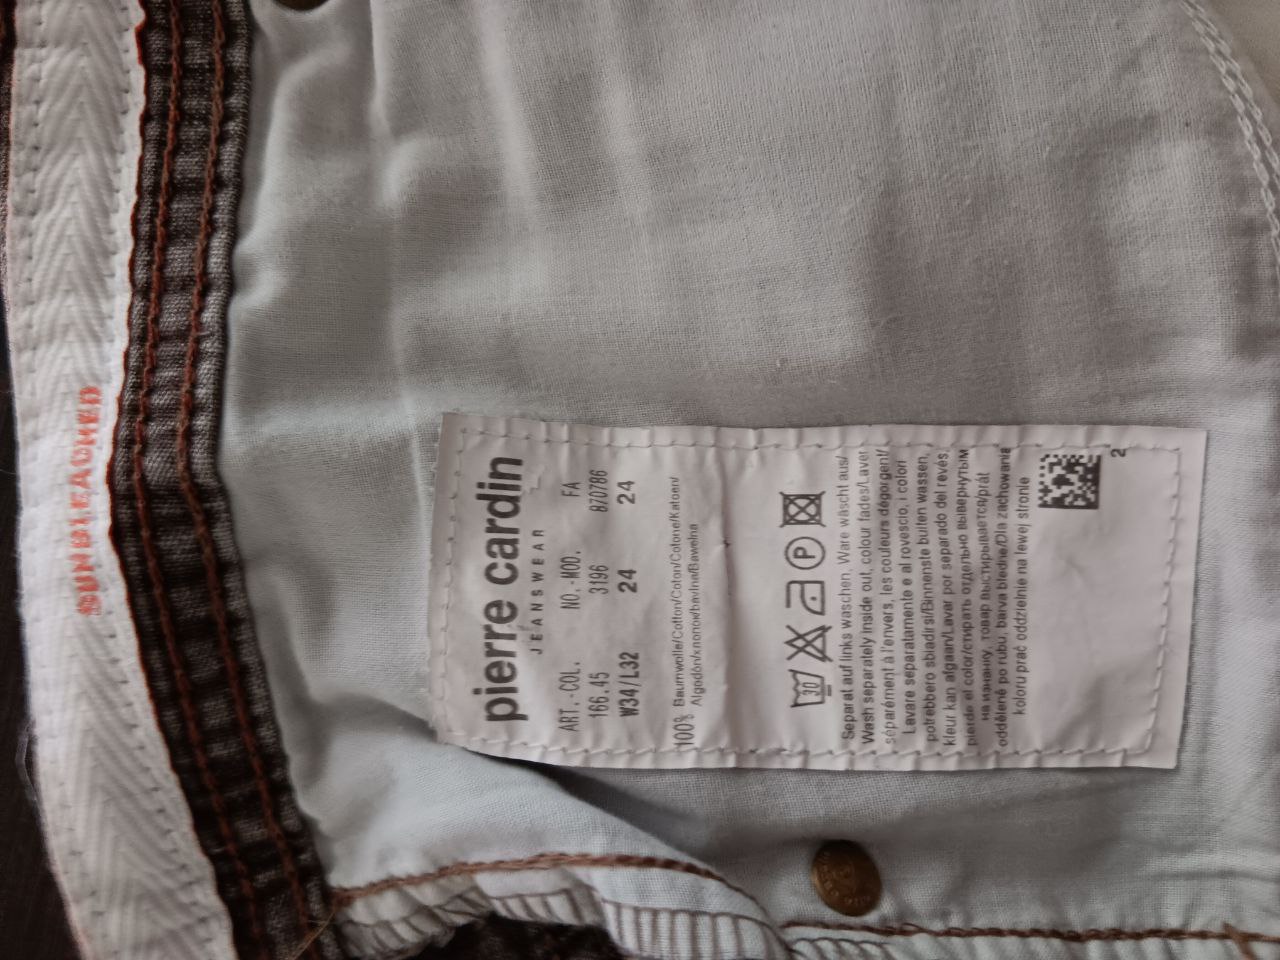 SUNBLEACHED
pierre cardin
JEANSWEAR
ART.-COL. NO.-MOD. FA
166.45 3196 870786
W34/L32 24 24
100% Baumwolle/Cotton/Coton/Cotone/Katoen/
Algodón/хлопок/bavlna/Bawełna
30 P
Separat auf links waschen, Ware wäscht aus/
Wash separately inside out, colour fades/Laver
séparément à l'envers, les couleurs dégorgent/
Lavare separatamente e al rovescio, i colori
potrebbero sbiadirsi/Binnenste buiten wassen,
kleur kan afgaan/Lavar por separado del revés,
pierde el color/стирать отдельно вывернутым
на изнанку, товар выстирывается/prát
odděleně po rubu, barva bledne/Dla zachowania
koloru prać oddzielnie na lewej stronie
2